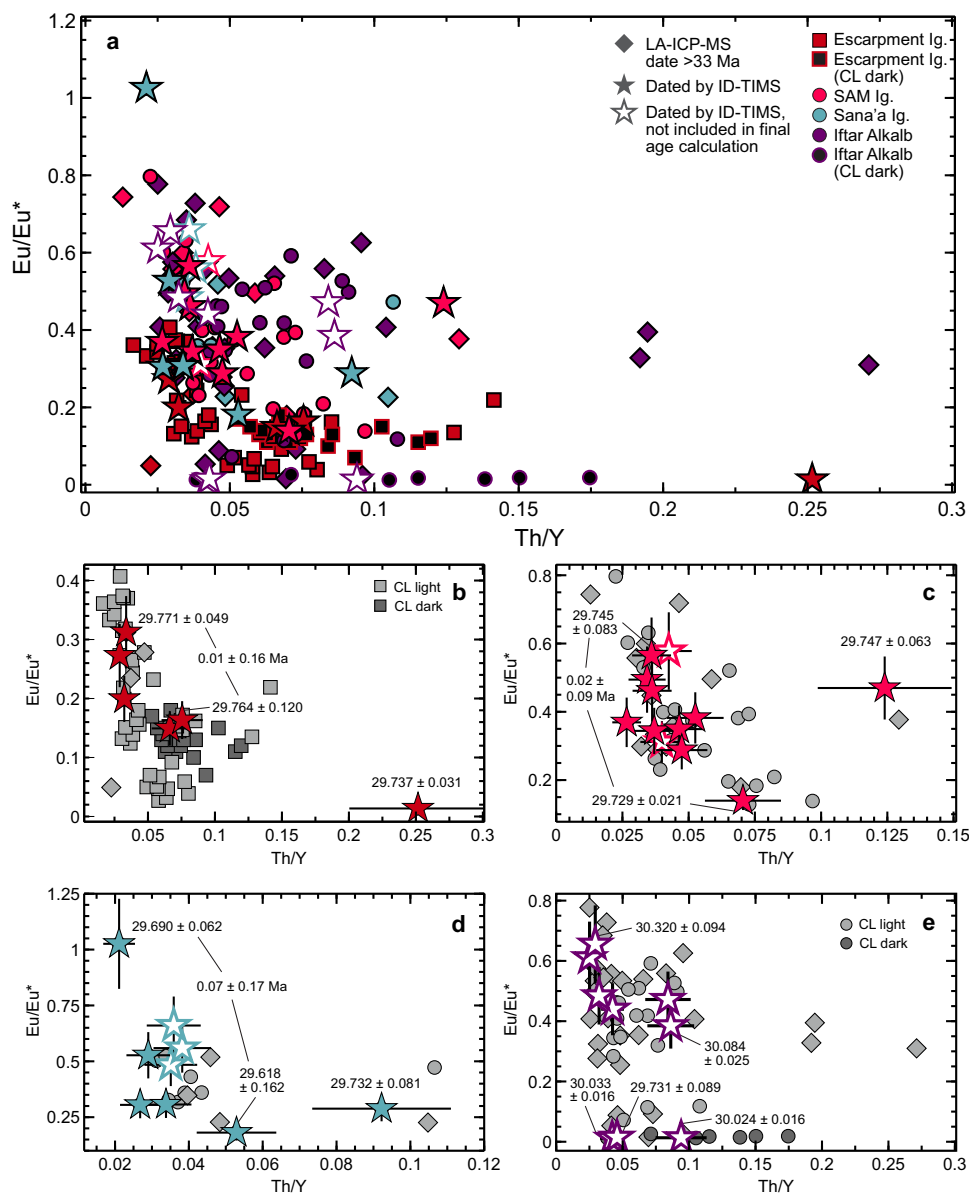 a
1.2
1
0.8
0.6
0.4
0.2
0
Eu/Eu*
0
0.05
0.1
0.15
0.2
0.25
0.3
Th/Y
LA-ICP-MS
date >33 Ma
Dated by ID-TIMS
Dated by ID-TIMS,
not included in final
age calculation
Escarpment Ig.
Escarpment Ig.
(CL dark)
SAM Ig.
Sana’a Ig.
Iftar Alkalb
Iftar Alkalb
(CL dark)
b
0.4
0.3
0.2
0.1
0
Eu/Eu*
CL light
CL dark
29.771 ± 0.049
0.01 ± 0.16 Ma
29.764 ± 0.120
29.737 ± 0.031
0
0.05
0.1
0.15
0.2
0.25
0.3
Th/Y
c
0.8
0.6
0.4
0.2
0
Eu/Eu*
29.745
± 0.083
29.747 ± 0.063
0.02 ±
0.09 Ma
29.729 ± 0.021
0
0.025
0.05
0.075
0.1
0.125
0.15
Th/Y
d
1.25
1
0.75
0.5
0.25
Eu/Eu*
29.690 ± 0.062
0.07 ± 0.17 Ma
29.618
± 0.162
29.732 ± 0.081
0.02
0.04
0.06
0.08
0.1
0.12
Th/Y
e
0.8
0.6
0.4
0.2
0
Eu/Eu*
CL light
CL dark
30.320 ± 0.094
30.084
± 0.025
30.033
± 0.016
29.731 ± 0.089
30.024 ± 0.016
0
0.05
0.1
0.15
0.2
0.25
0.3
Th/Y